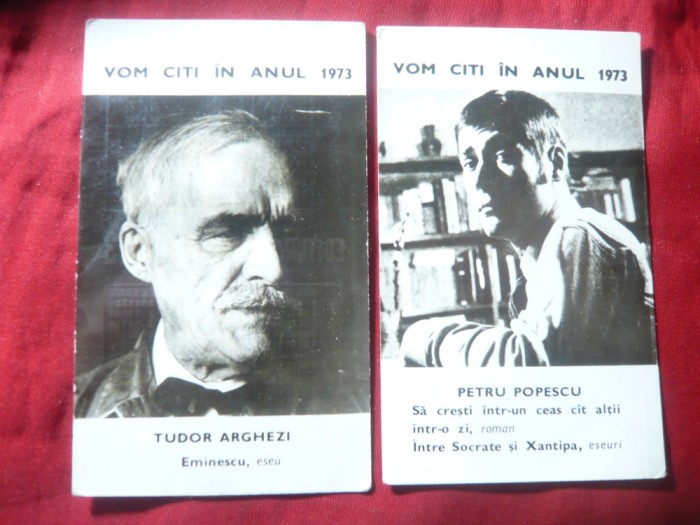 VOM CITI ÎN ANUL 1973
TUDOR ARGHEZI
Eminescu, eseu
VOM CITI ÎN ANUL 1973
PETRU POPESCU
Să crești într-un ceas cît alții
într-o zi, roman
Între Socrate și Xantipa, eseuri